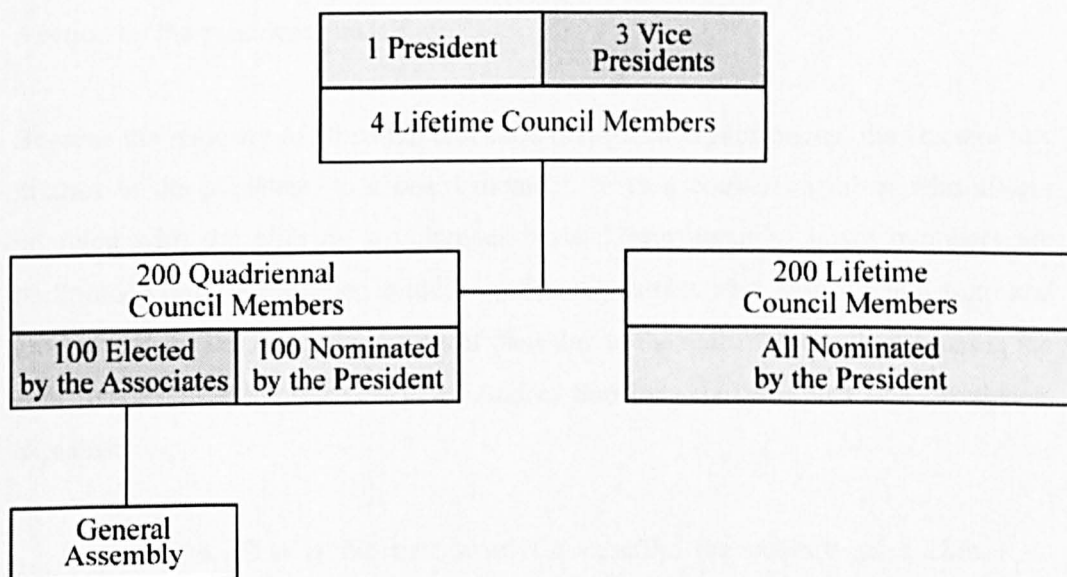 1 President
3 Vice
Presidents
4 Lifetime Council Members
200 Quadriennal
Council Members
100 Elected
by the Associates
100 Nominated
by the President
200 Lifetime
Council Members
All Nominated
by the President
General
Assembly